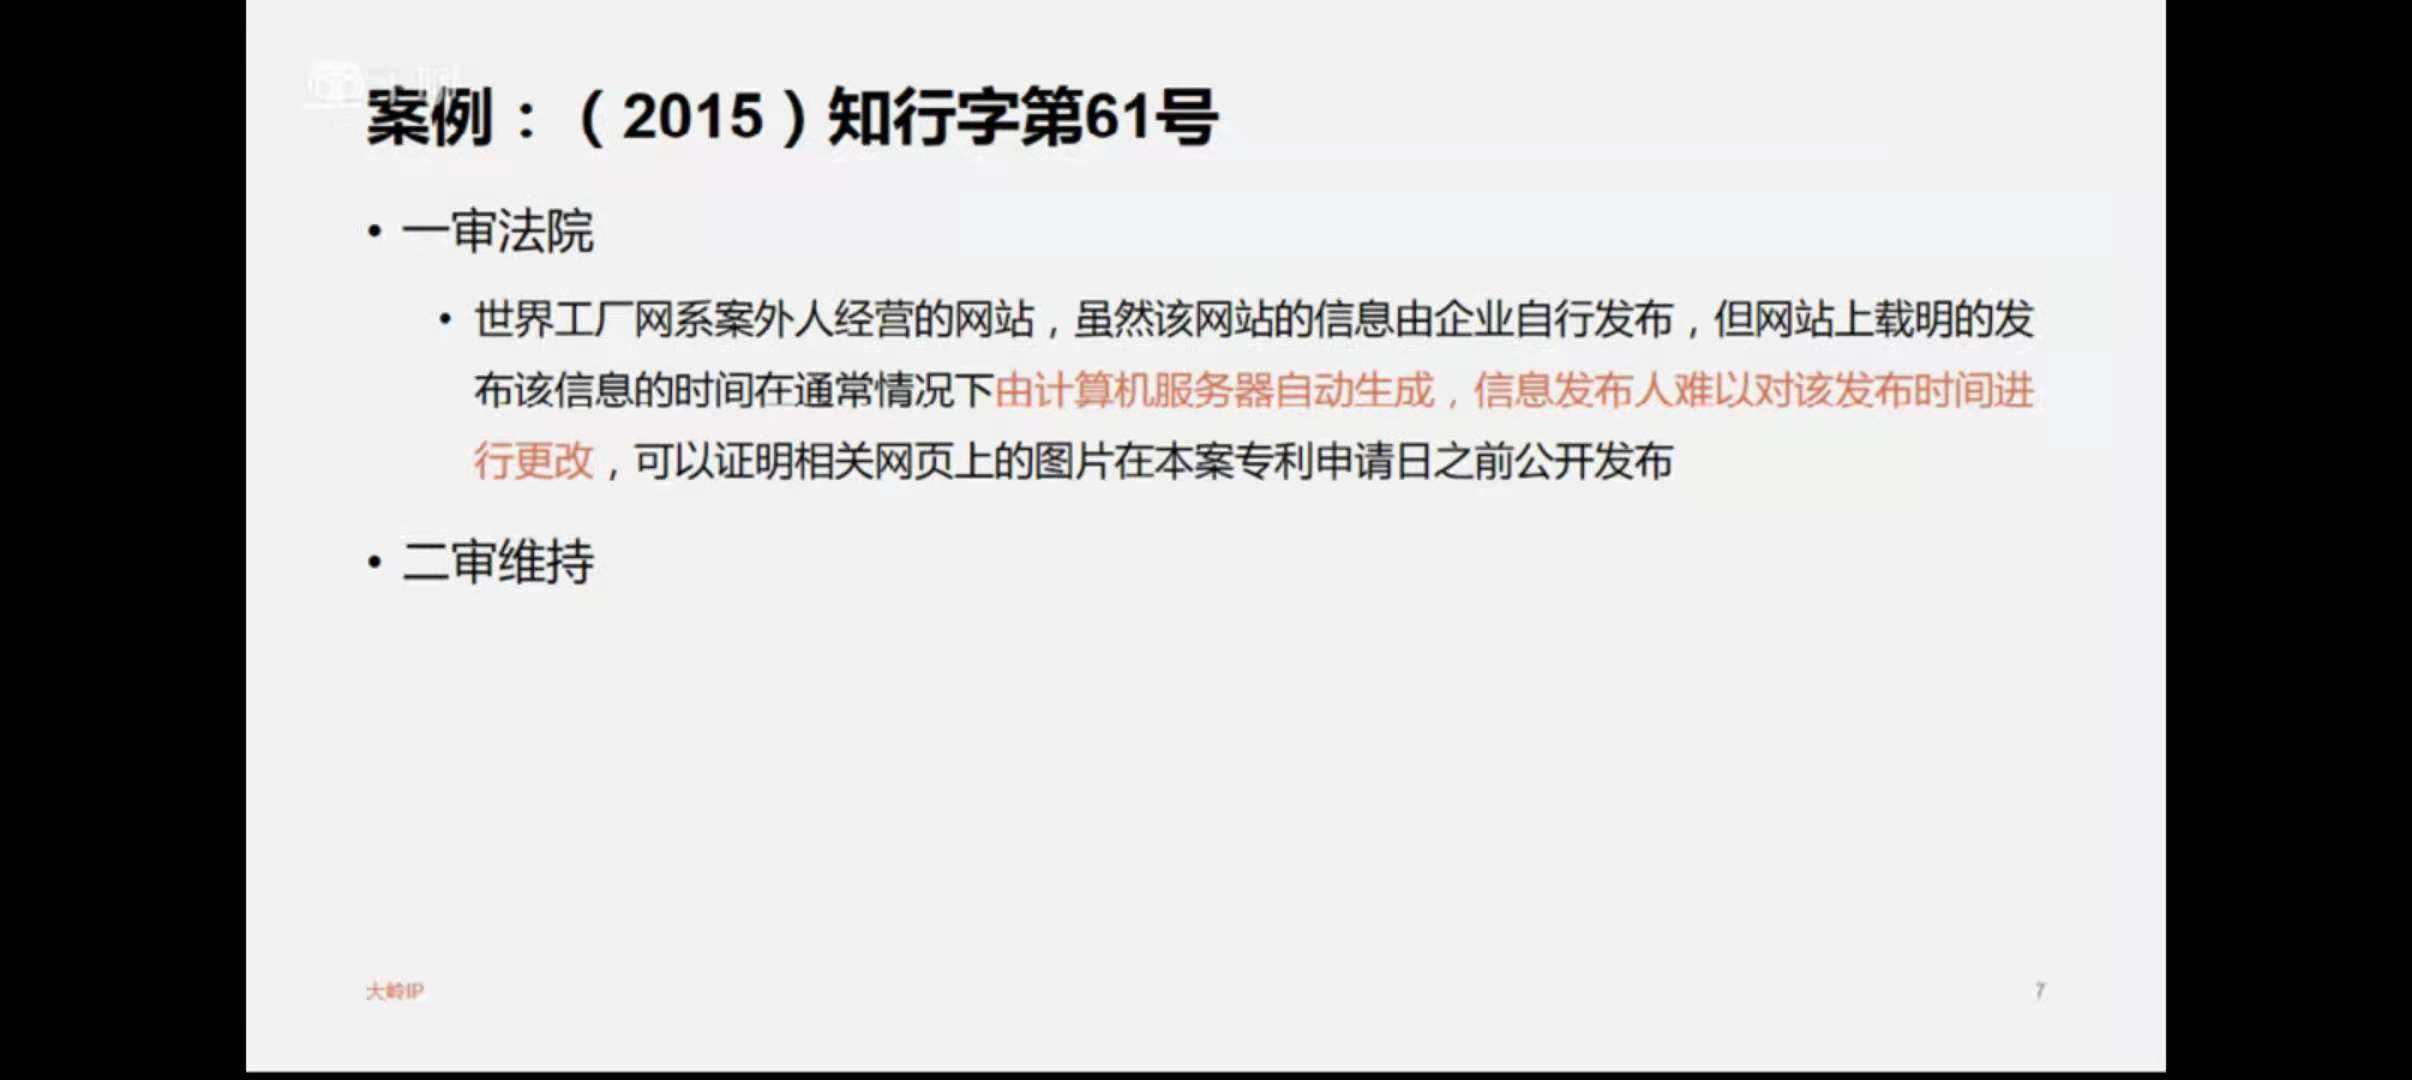 案例：（2015）知行字第61号
• 一审法院
• 世界工厂网系案外人经营的网站，虽然该网站的信息由企业自行发布，但网站上载明的发
布该信息的时间在通常情况下由计算机服务器自动生成，信息发布人难以对该发布时间进
行更改，可以证明相关网页上的图片在本案专利申请日之前公开发布
• 二审维持
大岭IP
7